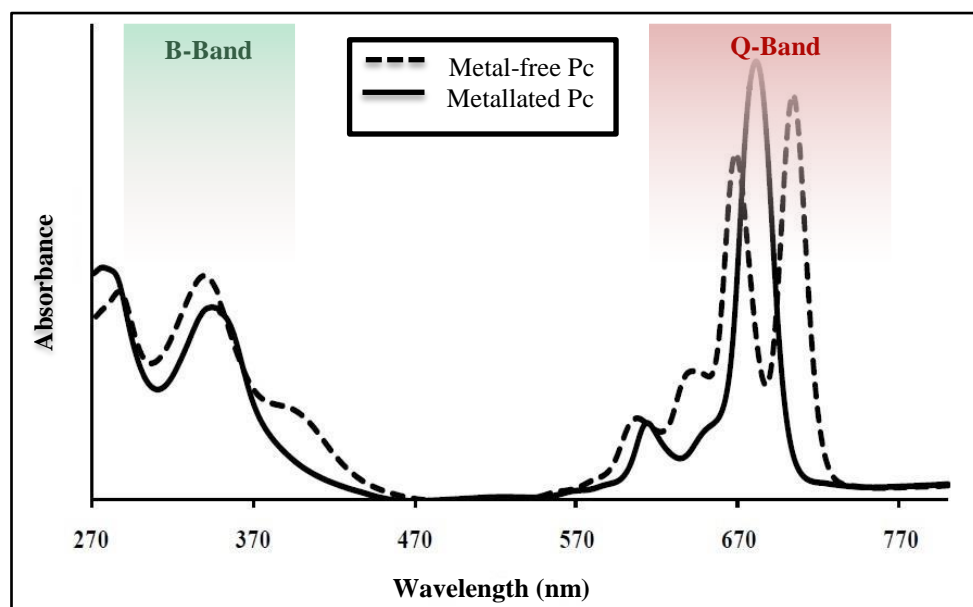 B-Band
Q-Band
Metal-free Pc
Metallated Pc
Absorbance
270 370 470 570 670 770
Wavelength (nm)